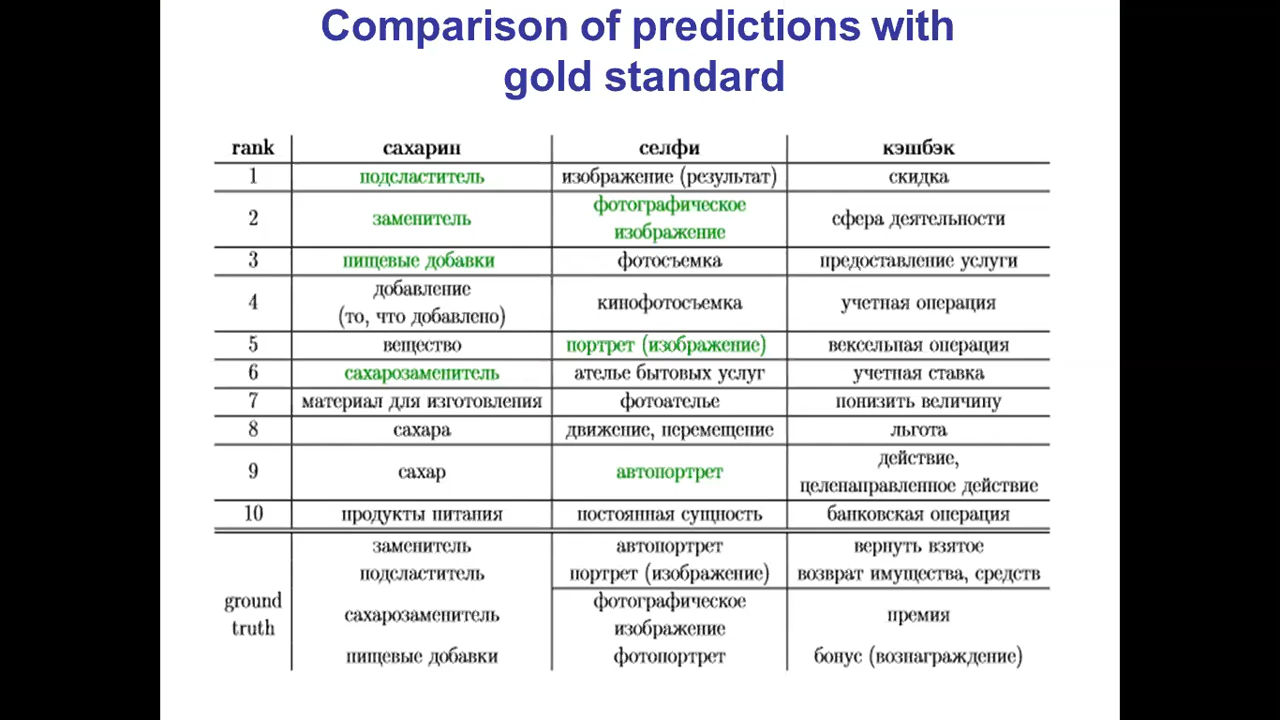 Comparison of predictions with
gold standard
rank сахарин селфи кэшбэк
1 подсластитель изображение (результат) скидка
2 заменитель фотографическое изображение сфера деятельности
3 пищевые добавки фотосъемка предоставление услуги
4 добавление (то, что добавлено) кинофотосъемка учетная операция
5 вещество портрет (изображение) вексельная операция
6 сахарозаменитель ателье бытовых услуг учетная ставка
7 материал для изготовления фотоателье понизить величину
8 сахара движение, перемещение льгота
9 сахар автопортрет действие, целенаправленное действие
10 продукты питания постоянная сущность банковская операция
ground truth
заменитель автопортрет вернуть взятое
подсластитель портрет (изображение) возврат имущества, средств
сахарозаменитель фотографическое изображение премия
пищевые добавки фотопортрет бонус (вознаграждение)